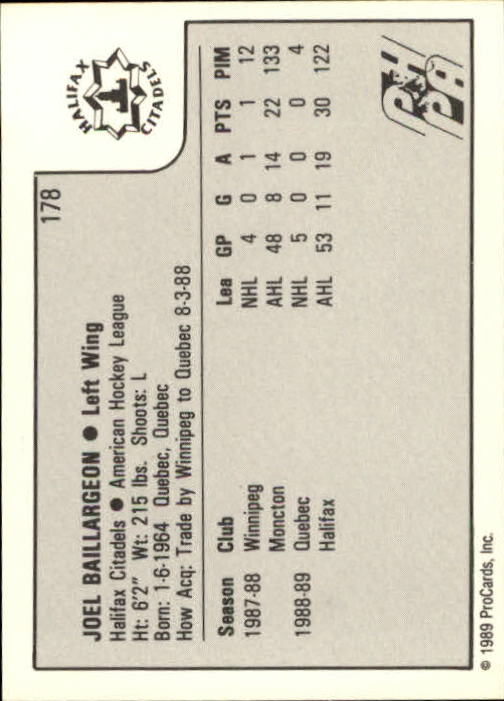 178
HALIFAX
CITADELS
JOEL BAILLARGEON ● Left Wing
Halifax Citadels ● American Hockey League
Ht: 6'2" Wt: 215 lbs. Shoots: L
Born: 1-6-1964 Quebec, Quebec
How Acq: Trade by Winnipeg to Quebec 8-3-88
Season Club Lea GP G A PTS PIM
1987-88 Winnipeg NHL 4 0 1 1 12
Moncton AHL 48 8 14 22 133
1988-89 Quebec NHL 5 0 0 0 4
Halifax AHL 53 11 19 30 122
© 1989 ProCards, Inc.